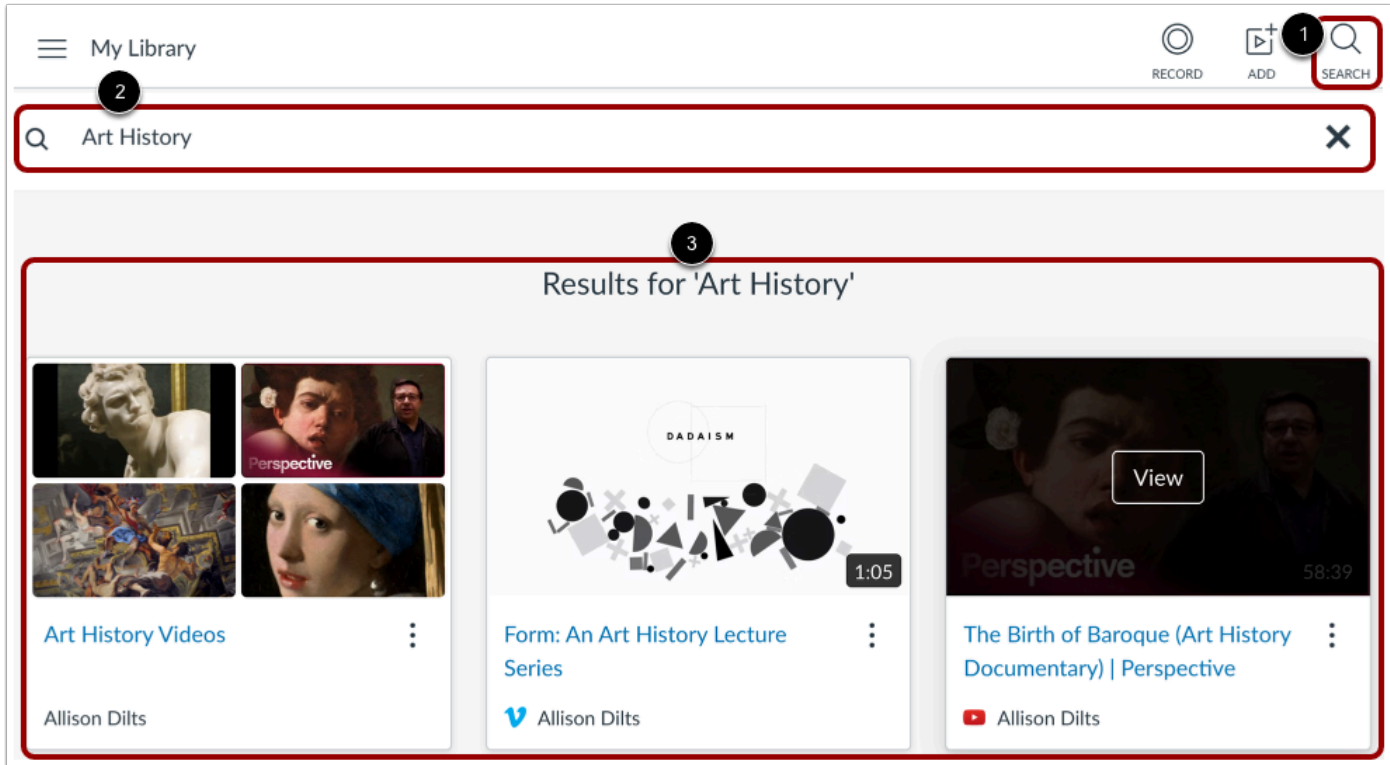 My Library
RECORD
ADD
1
SEARCH
2
Art History
3
Results for 'Art History'
Perspective
DADAISM
1:05
View
Perspective
58:39
Art History Videos
Allison Dilts
Form: An Art History Lecture
Series
Allison Dilts
The Birth of Baroque (Art History
Documentary) | Perspective
Allison Dilts